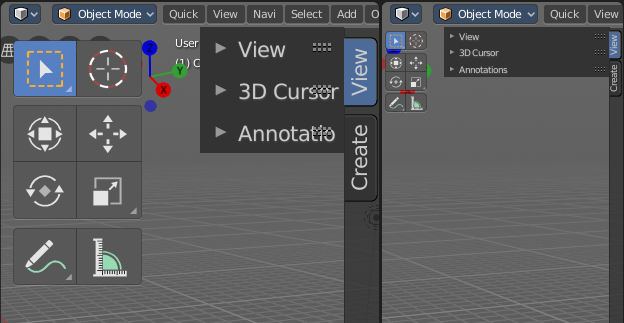 Object Mode Quick View Navi Select Add O
User
(1) C
Z
Y
X
View
3D Cursor
Annotatio
View
Create
Object Mode Quick View
View
3D Cursor
Annotations
View
Create